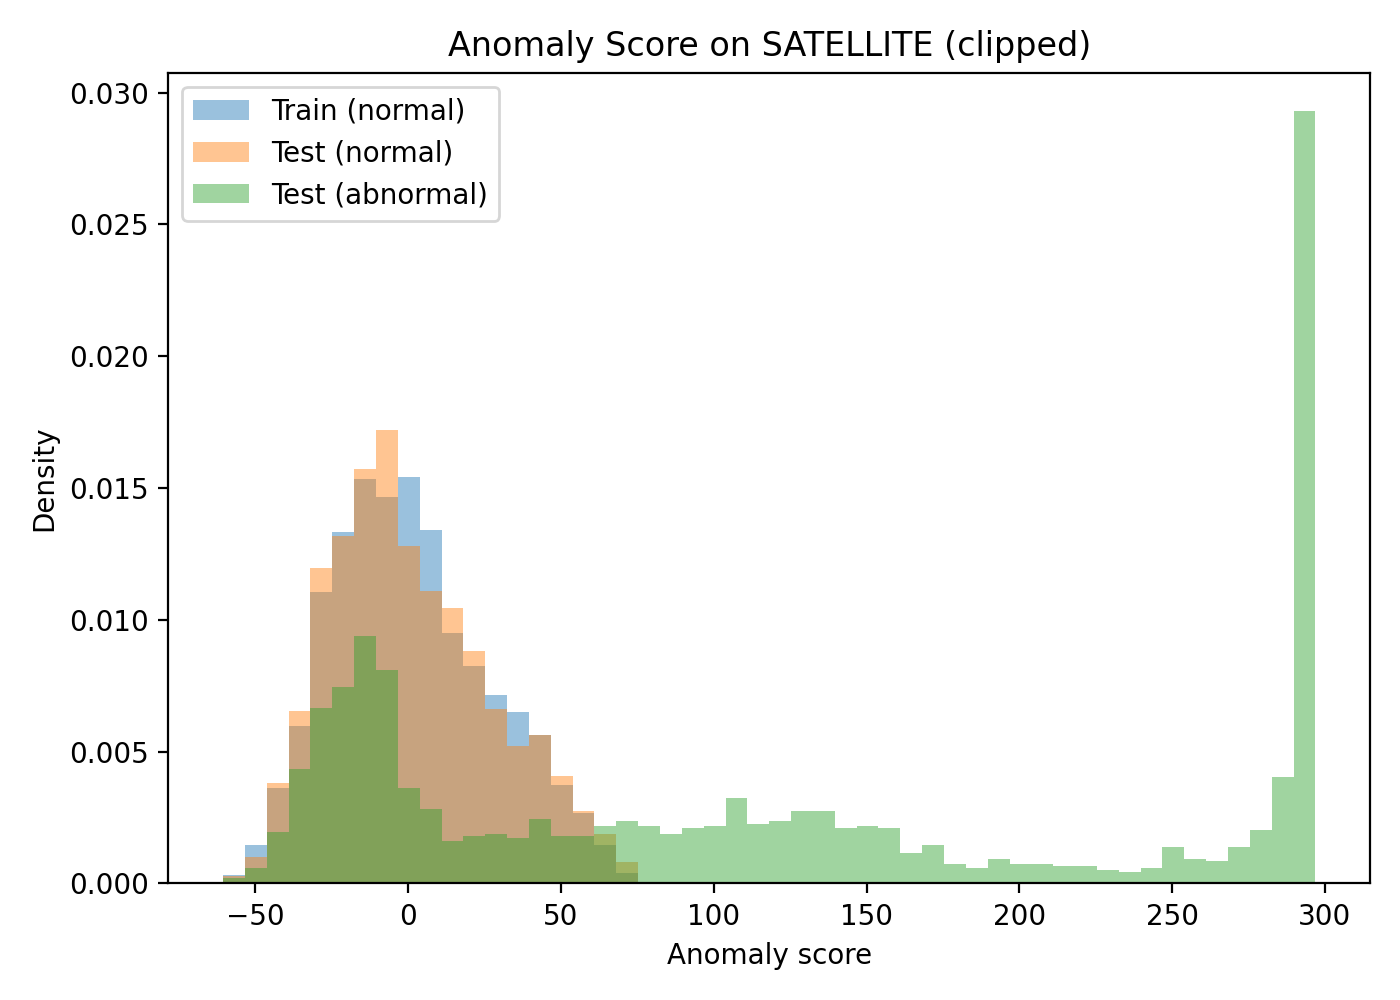 Anomaly Score on SATELLITE (clipped)
0.030
0.025
0.020
0.015
0.010
0.005
0.000
Density
Train (normal)
Test (normal)
Test (abnormal)
−50 0 50 100 150 200 250 300
Anomaly score